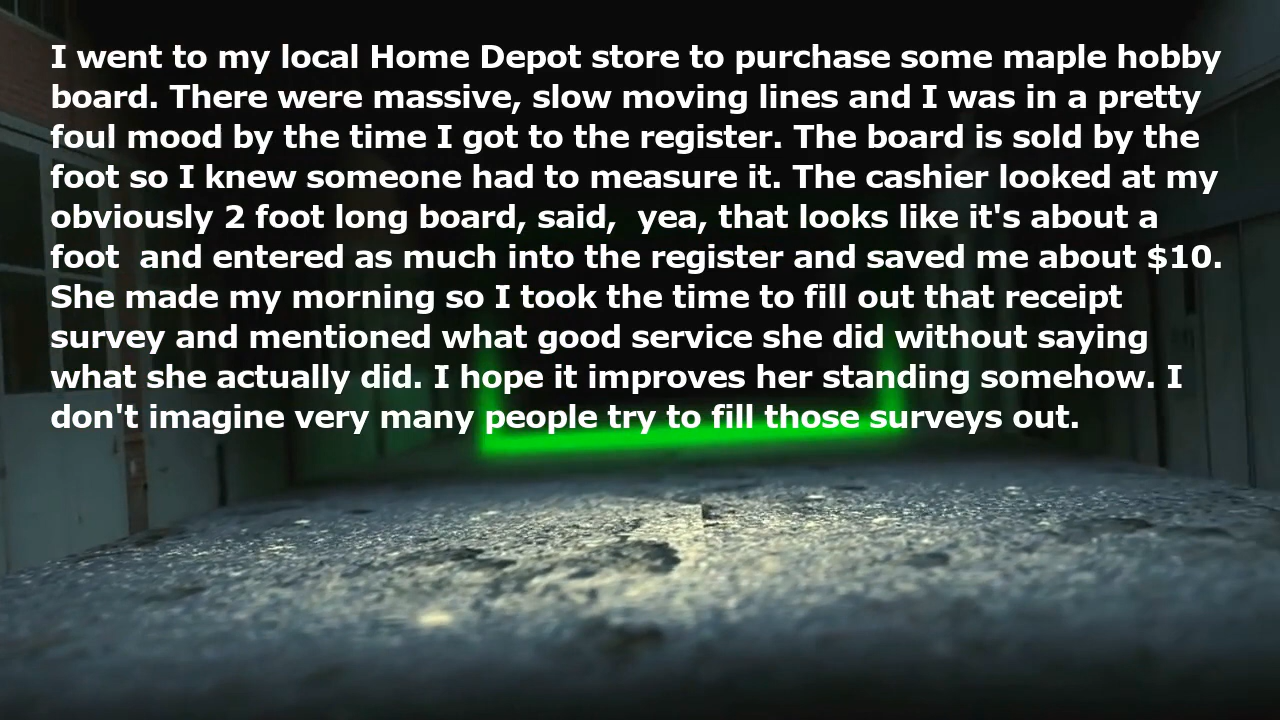 I went to my local Home Depot store to purchase some maple hobby
board. There were massive, slow moving lines and I was in a pretty
foul mood by the time I got to the register. The board is sold by the
foot so I knew someone had to measure it. The cashier looked at my
obviously 2 foot long board, said,  yea, that looks like it's about a
foot  and entered as much into the register and saved me about $10.
She made my morning so I took the time to fill out that receipt
survey and mentioned what good service she did without saying
what she actually did. I hope it improves her standing somehow. I
don't imagine very many people try to fill those surveys out.